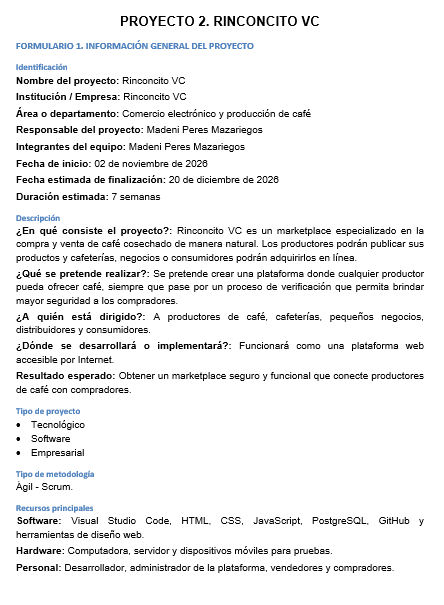 PROYECTO 2. RINCONCITO VC
FORMULARIO 1. INFORMACIÓN GENERAL DEL PROYECTO
Identificación
Nombre del proyecto: Rinconcito VC
Institución / Empresa: Rinconcito VC
Área o departamento: Comercio electrónico y producción de café
Responsable del proyecto: Madeni Peres Mazariegos
Integrantes del equipo: Madeni Peres Mazariegos
Fecha de inicio: 02 de noviembre de 2026
Fecha estimada de finalización: 20 de diciembre de 2026
Duración estimada: 7 semanas
Descripción
¿En qué consiste el proyecto?: Rinconcito VC es un marketplace especializado en la
compra y venta de café cosechado de manera natural. Los productores podrán publicar sus
productos y cafeterías, negocios o consumidores podrán adquirirlos en línea.
¿Qué se pretende realizar?: Se pretende crear una plataforma donde cualquier productor
pueda ofrecer café, siempre que pase por un proceso de verificación que permita brindar
mayor seguridad a los compradores.
¿A quién está dirigido?: A productores de café, cafeterías, pequeños negocios,
distribuidores y consumidores.
¿Dónde se desarrollará o implementará?: Funcionará como una plataforma web
accesible por Internet.
Resultado esperado: Obtener un marketplace seguro y funcional que conecte productores
de café con compradores.
Tipo de proyecto
• Tecnológico
• Software
• Empresarial
Tipo de metodología
Ágil - Scrum.
Recursos principales
Software: Visual Studio Code, HTML, CSS, JavaScript, PostgreSQL, GitHub y
herramientas de diseño web.
Hardware: Computadora, servidor y dispositivos móviles para pruebas.
Personal: Desarrollador, administrador de la plataforma, vendedores y compradores.